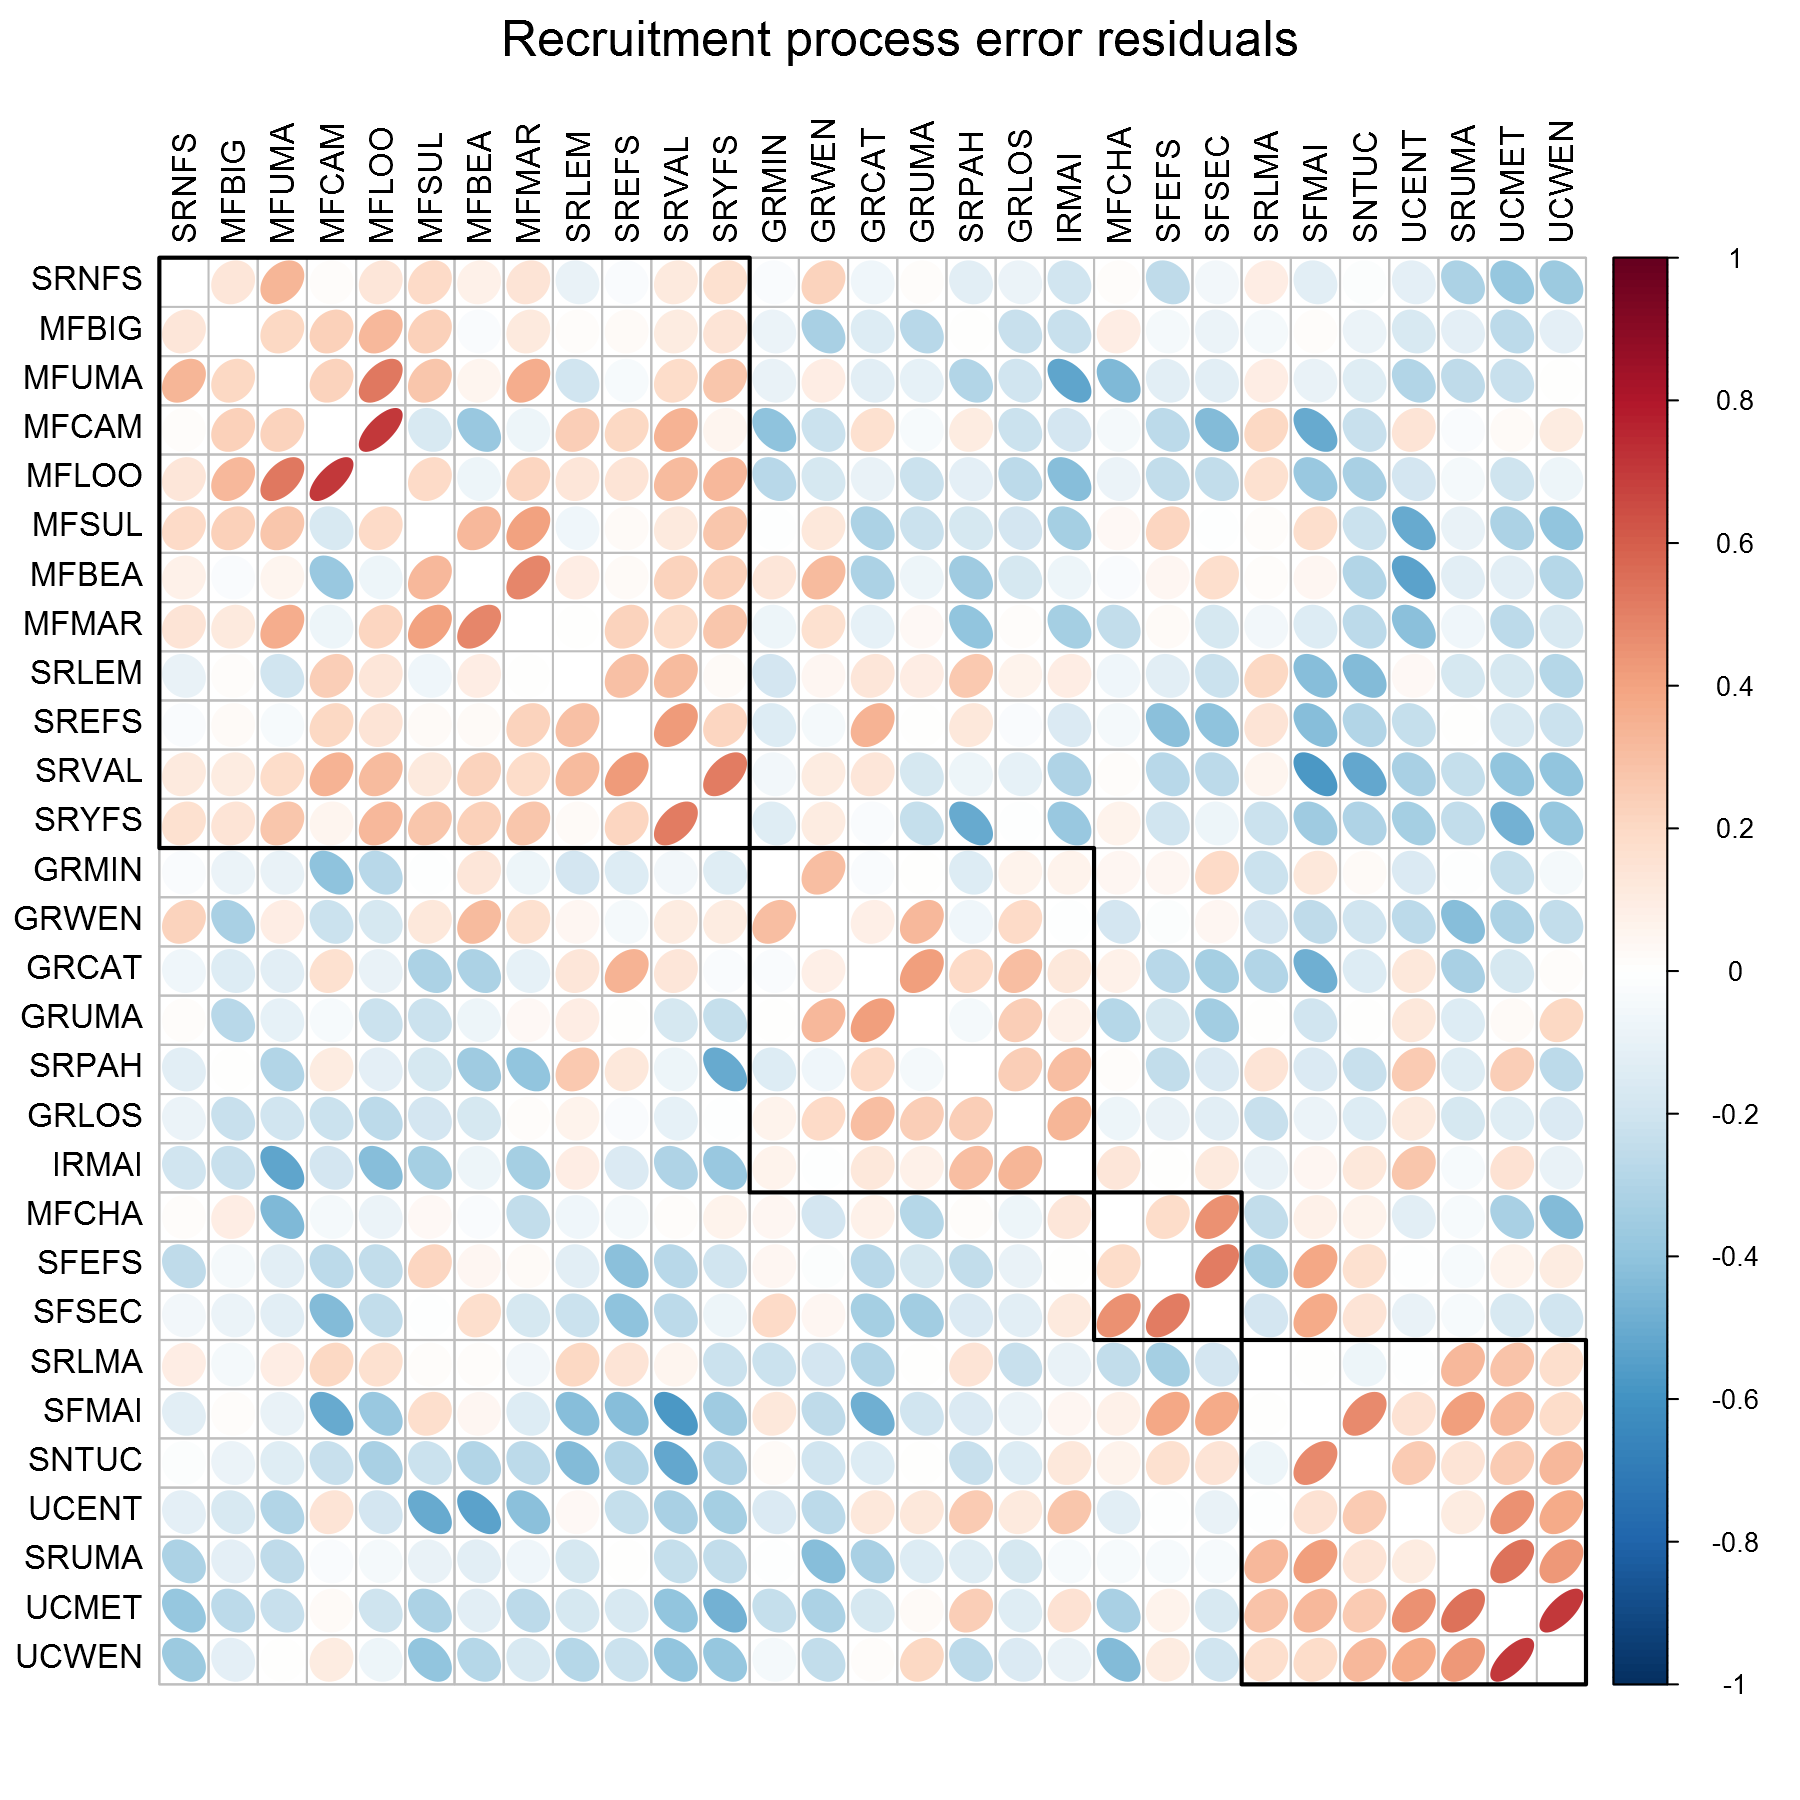 Recruitment process error residuals
SRNFS MFBIG MFUMA MFCAM MFLOO MFSUL MFBEA MFMAR SRLEM SREFS SRVAL SRYFS GRMIN GRWEN GRCAT GRUMA SRPAH GRLOS IRMAI MFCHA SFEFS SFSEC SRLMA SFMAI SNTUC UCENT SRUMA UCMET UCWEN
SRNFS
MFBIG
MFUMA
MFCAM
MFLOO
MFSUL
MFBEA
MFMAR
SRLEM
SREFS
SRVAL
SRYFS
GRMIN
GRWEN
GRCAT
GRUMA
SRPAH
GRLOS
IRMAI
MFCHA
SFEFS
SFSEC
SRLMA
SFMAI
SNTUC
UCENT
SRUMA
UCMET
UCWEN
1
0.8
0.6
0.4
0.2
0
-0.2
-0.4
-0.6
-0.8
-1